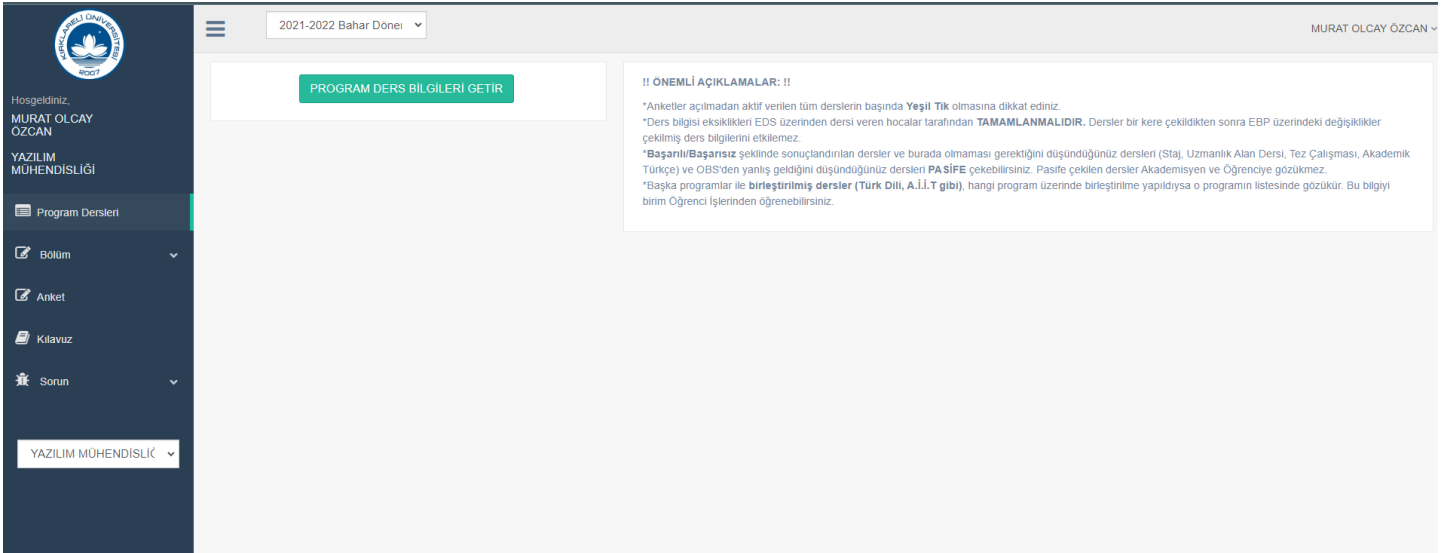 KIRKLARELİ ÜNİVERSİTESİ
2007
Hosgeldiniz,
MURAT OLCAY
ÖZCAN
YAZILIM
MÜHENDİSLİĞİ
Program Dersleri
Bölüm
Anket
Kılavuz
Sorun
YAZILIM MÜHENDİSLİĞ
2021-2022 Bahar Dönei
MURAT OLCAY ÖZCAN
PROGRAM DERS BİLGİLERİ GETİR
!! ÖNEMLİ AÇIKLAMALAR: !!
*Anketler açılmadan aktif verilen tüm derslerin başında Yeşil Tik olmasına dikkat ediniz.
*Ders bilgisi eksiklikleri EDS üzerinden dersi veren hocalar tarafından TAMAMLANMALIDIR. Dersler bir kere çekildikten sonra EBP üzerindeki değişiklikler
çekilmiş ders bilgilerini etkilemez.
*Başarılı/Başarısız şeklinde sonuçlandırılan dersler ve burada olmaması gerektiğini düşündüğünüz dersleri (Staj, Uzmanlık Alan Dersi, Tez Çalışması, Akademik
Türkçe) ve OBS'den yanlış geldiğini düşündüğünüz dersleri PASİFE çekebilirsiniz. Pasife çekilen dersler Akademisyen ve Öğrenciye gözükmez.
*Başka programlar ile birleştirilmiş dersler (Türk Dili, A.İ.İ.T gibi), hangi program üzerinde birleştirilme yapıldıysa o programın listesinde gözükür. Bu bilgiyi
birim Öğrenci İşlerinden öğrenebilirsiniz.